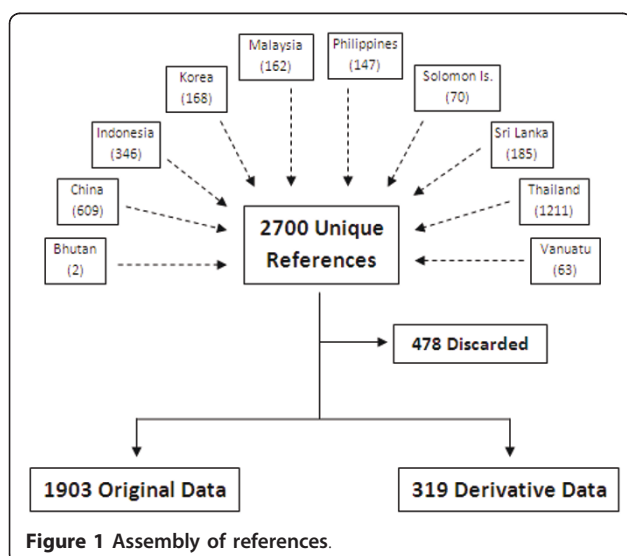 Malaysia
(162)
Philippines
(147)
Korea
(168)
Solomon Is.
(70)
Indonesia
(346)
Sri Lanka
(185)
China
(609)
2700 Unique
References
Thailand
(1211)
Bhutan
(2)
Vanuatu
(63)
478 Discarded
1903 Original Data
319 Derivative Data
Figure 1 Assembly of references.